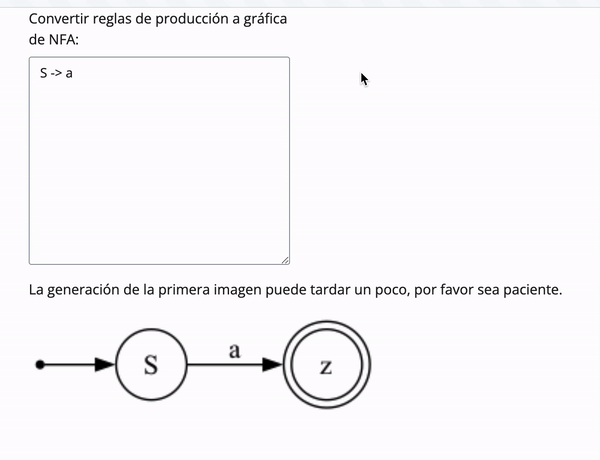 Convertir reglas de producción a gráfica
de NFA:
S -> a
La generación de la primera imagen puede tardar un poco, por favor sea paciente.
S
a
z